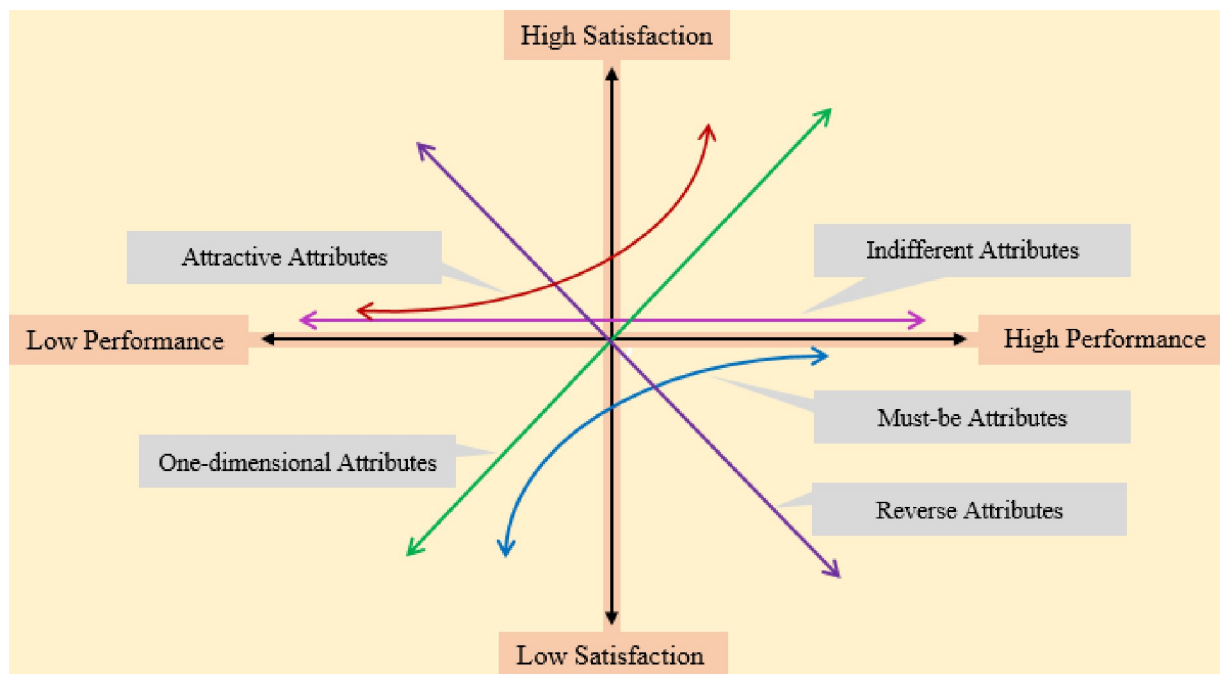 High Satisfaction
Attractive Attributes
Indifferent Attributes
Low Performance
High Performance
Must-be Attributes
One-dimensional Attributes
Reverse Attributes
Low Satisfaction